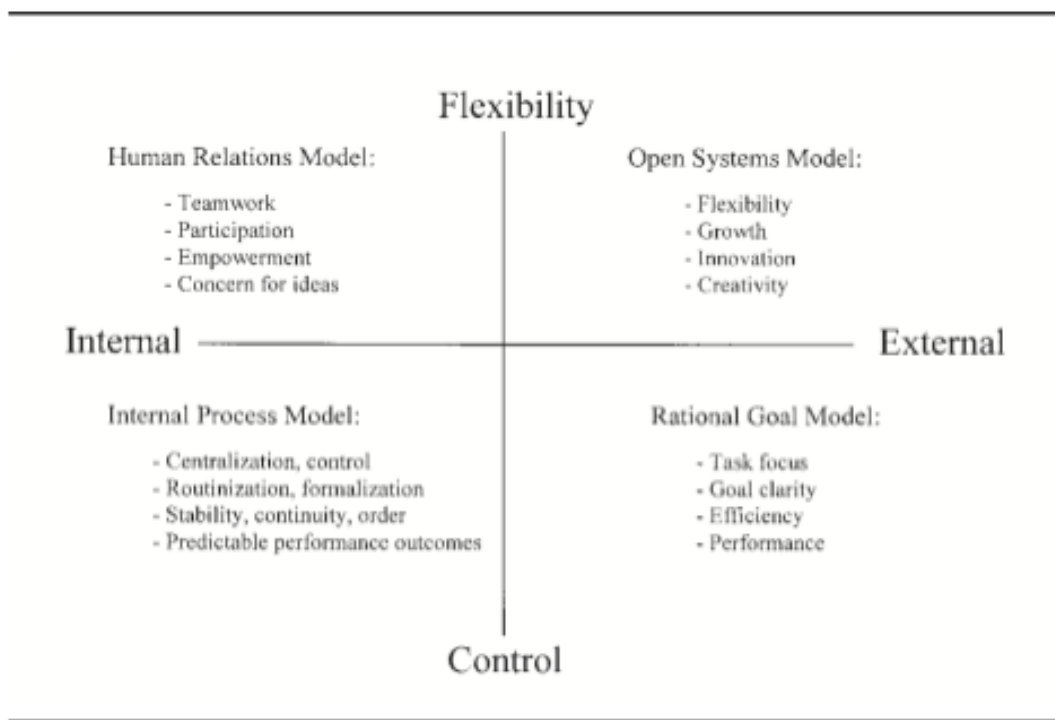 Flexibility
Human Relations Model:
- Teamwork
- Participation
- Empowerment
- Concern for ideas
Open Systems Model:
- Flexibility
- Growth
- Innovation
- Creativity
Internal
External
Internal Process Model:
- Centralization, control
- Routinization, formalization
- Stability, continuity, order
- Predictable performance outcomes
Rational Goal Model:
- Task focus
- Goal clarity
- Efficiency
- Performance
Control